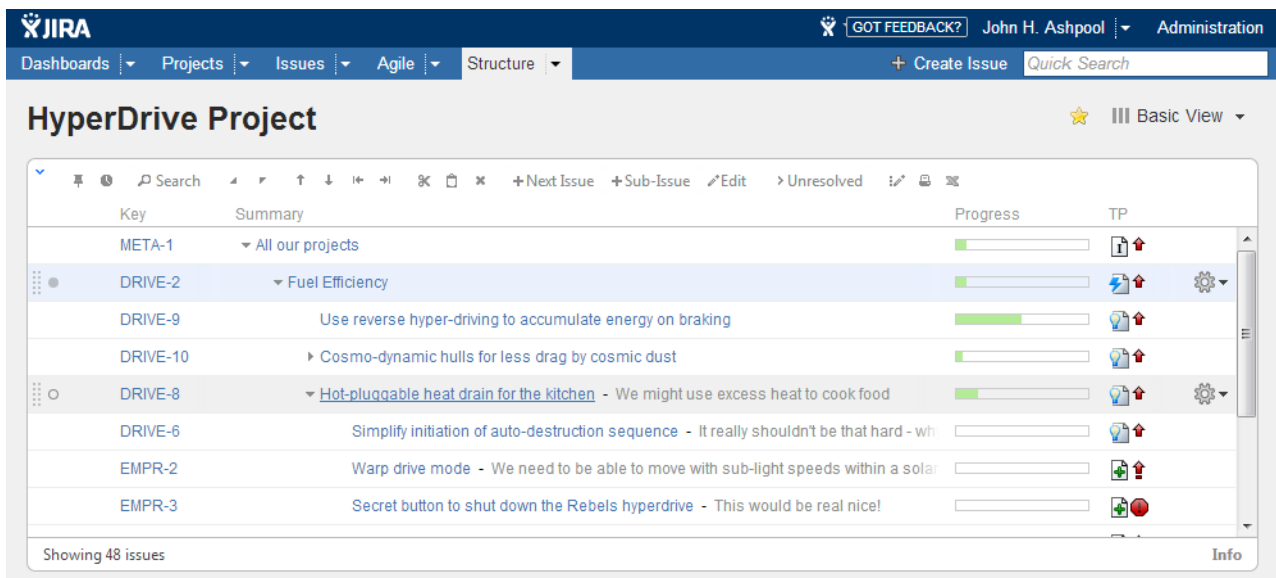 JIRA GOT FEEDBACK? John H. Ashpool Administration
Dashboards Projects Issues Agile Structure + Create Issue Quick Search
HyperDrive Project Basic View
Search +Next Issue +Sub-Issue Edit >Unresolved
Key Summary Progress TP
META-1 All our projects
DRIVE-2 Fuel Efficiency
DRIVE-9 Use reverse hyper-driving to accumulate energy on braking
DRIVE-10 Cosmo-dynamic hulls for less drag by cosmic dust
DRIVE-8 Hot-pluggable heat drain for the kitchen - We might use excess heat to cook food
DRIVE-6 Simplify initiation of auto-destruction sequence - It really shouldn't be that hard - wh
EMPR-2 Warp drive mode - We need to be able to move with sub-light speeds within a solar
EMPR-3 Secret button to shut down the Rebels hyperdrive - This would be real nice!
Showing 48 issues Info